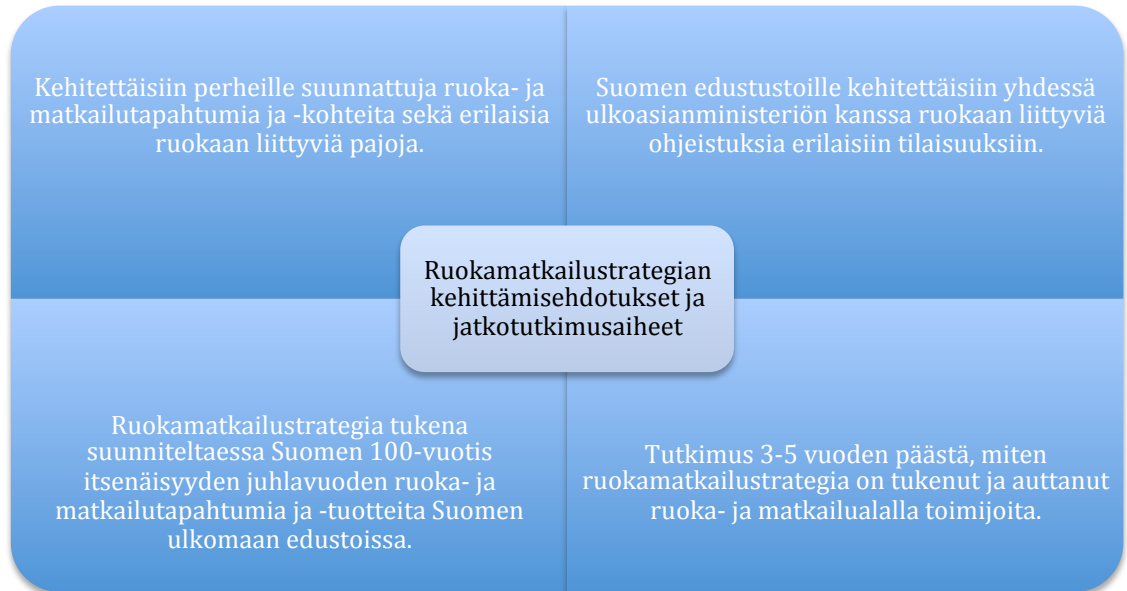 Kehitettäisiin perheille suunnattuja ruoka- ja
matkailutapahtumia ja -kohteita sekä erilaisia
ruokaan liittyviä pajoja.
Suomen edustustoille kehitettäisiin yhdessä
ulkoasianministeriön kanssa ruokaan liittyviä
ohjeistuksia erilaisiin tilaisuuksiin.
Ruokamatkailustrategian
kehittämisehdotukset ja
jatkotutkimusaiheet
Ruokamatkailustrategia tukena
suunniteltaessa Suomen 100-vuotis
itsenäisyyden juhlavuoden ruoka- ja
matkailutapahtumia ja -tuotteita Suomen
ulkomaan edustoissa.
Tutkimus 3-5 vuoden päästä, miten
ruokamatkailustrategia on tukenut ja auttanut
ruoka- ja matkailualalla toimijoita.